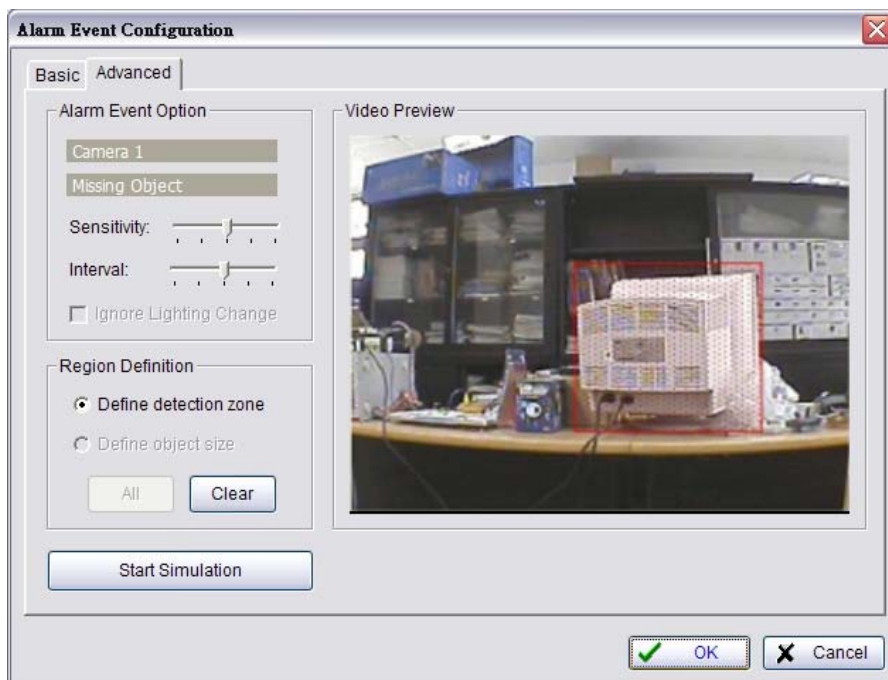 Alarm Event Configuration
Basic
Advanced
Alarm Event Option
Camera 1
Missing Object
Sensitivity:
Interval:
Ignore Lighting Change
Region Definition
Define detection zone
Define object size
All
Clear
Start Simulation
Video Preview
OK
Cancel